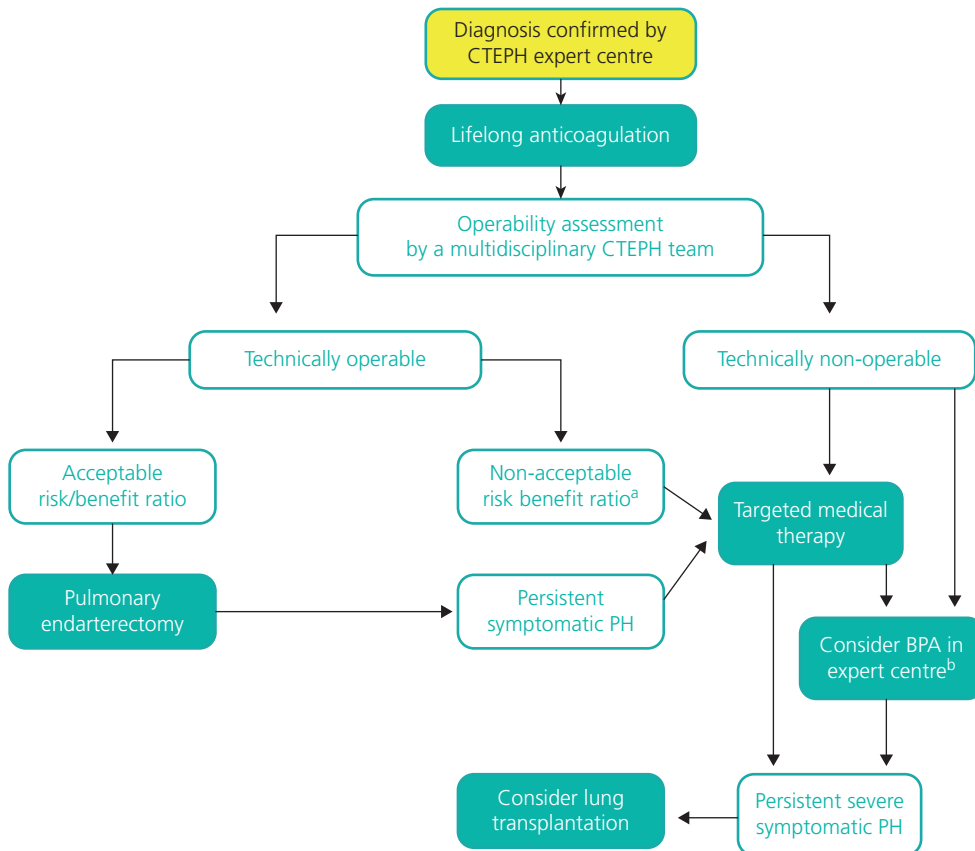 Diagnosis confirmed by
CTEPH expert centre
Lifelong anticoagulation
Operability assessment
by a multidisciplinary CTEPH team
Technically operable
Technically non-operable
Acceptable
risk/benefit ratio
Non-acceptable
risk benefit ratioᵃ
Targeted medical
therapy
Pulmonary
endarterectomy
Persistent
symptomatic PH
Consider BPA in
expert centreᵇ
Consider lung
transplantation
Persistent severe
symptomatic PH